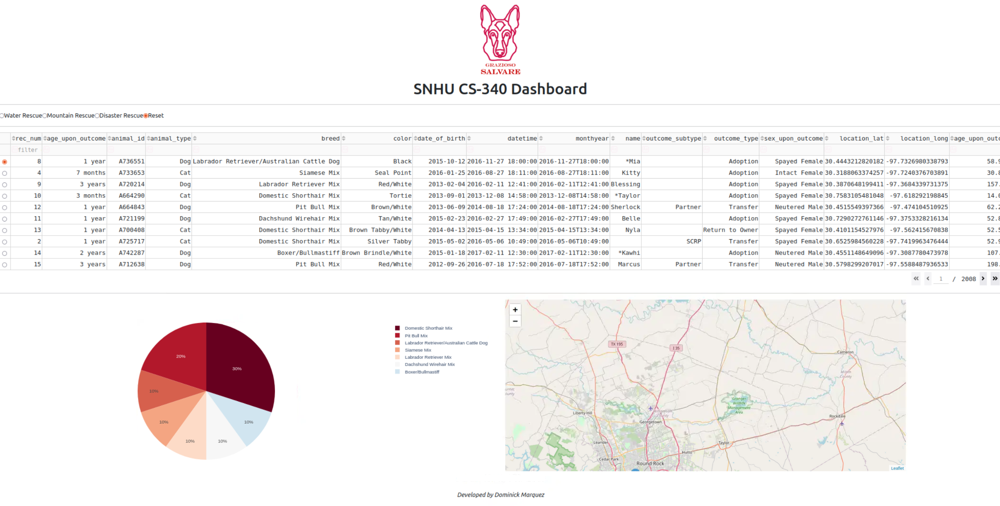 GRAZIOSO
SALVARE
SNHU CS-340 Dashboard
Water Rescue Mountain Rescue Disaster Rescue Reset
rec_num age_upon_outcome animal_id animal_type breed color date_of_birth datetime monthyear name outcome_subtype outcome_type sex_upon_outcome location_lat location_long age_upon_outc
filter
8 1 year A736551 Dog Labrador Retriever/Australian Cattle Dog Black 2015-10-12 2016-11-27 18:00:00 2016-11-27T18:00:00 *Mia Adoption Spayed Female 30.4443212820182 -97.7326980338793 58.9
4 7 months A733653 Cat Siamese Mix Seal Point 2016-01-25 2016-08-27 18:11:00 2016-08-27T18:11:00 Kitty Adoption Intact Female 30.3188063374257 -97.7240376703891 30.8
9 3 years A720214 Dog Labrador Retriever Mix Red/White 2013-02-04 2016-02-11 12:41:00 2016-02-11T12:41:00 Blessing Adoption Spayed Female 30.3870648199411 -97.3684339731375 157.
10 3 months A664290 Cat Domestic Shorthair Mix Tortie 2013-09-01 2013-12-08 14:58:00 2013-12-08T14:58:00 *Taylor Adoption Spayed Female 30.7583105481048 -97.618292198845 14.0
12 1 year A664843 Dog Pit Bull Mix Brown/White 2013-06-09 2014-08-18 17:24:00 2014-08-18T17:24:00 Sherlock Partner Transfer Neutered Male 30.4515549397366 -97.474104510925 62.2
11 1 year A721199 Dog Dachshund Wirehair Mix Tan/White 2015-02-23 2016-02-27 17:49:00 2016-02-27T17:49:00 Belle Adoption Spayed Female 30.7290272761146 -97.3753328216134 52.8
13 1 year A700408 Cat Domestic Shorthair Mix Brown Tabby/White 2014-04-13 2015-04-15 13:34:00 2015-04-15T13:34:00 Nyla Return to Owner Spayed Female 30.4101154527976 -97.562415670838 52.5
2 1 year A725717 Cat Domestic Shorthair Mix Silver Tabby 2015-05-02 2016-05-06 10:49:00 2016-05-06T10:49:00 SCRP Transfer Spayed Female 30.6525984560228 -97.7419963476444 52.9
14 2 years A742287 Dog Boxer/Bullmastiff Brown Brindle/White 2015-01-18 2017-02-11 12:30:00 2017-02-11T12:30:00 *Kawhi Adoption Neutered Male 30.4551148649096 -97.3087780473978 107.
15 3 years A712638 Dog Pit Bull Mix Red/White 2012-09-26 2016-07-18 17:52:00 2016-07-18T17:52:00 Marcus Partner Transfer Neutered Male 30.5798299207017 -97.5588487936533 198.
1 / 2008
20%
30%
10%
10%
10%
10%
10%
Domestic Shorthair Mix
Pit Bull Mix
Labrador Retriever/Australian Cattle Dog
Siamese Mix
Labrador Retriever Mix
Dachshund Wirehair Mix
Boxer/Bullmastiff
+
−
TX 195
I 35
Cameron
Milam
County
urnet
ounty
Granger
Wildlife
Management
Area
Liberty Hill
Williamson
County
Georgetown
Rockdale
Leander
Taylor
Hutto
Cedar Park
Round Rock
Leaflet
Developed by Dominick Marquez